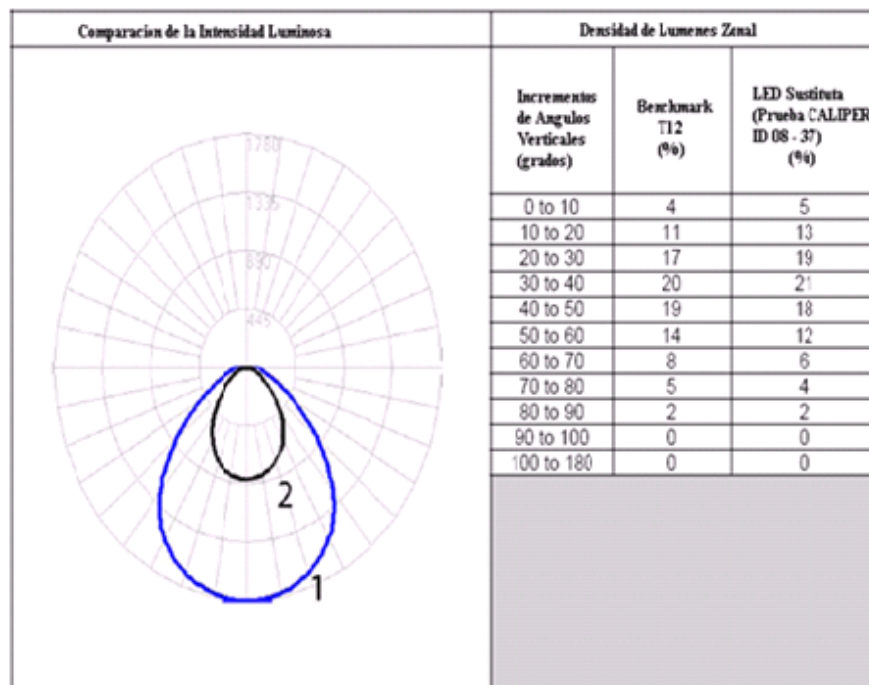 Comparacion de la Intensidad Luminosa
Densidad de Lumenes Zonal
Incrementos
de Angulos
Verticales
(grados)
Benchmark
T12
(%)
LED Sustituta
(Prueba CALIPER
ID 08 - 37)
(%)
0 to 10 4 5
10 to 20 11 13
20 to 30 17 19
30 to 40 20 21
40 to 50 19 18
50 to 60 14 12
60 to 70 8 6
70 to 80 5 4
80 to 90 2 2
90 to 100 0 0
100 to 180 0 0
1780
1335
890
445
2
1